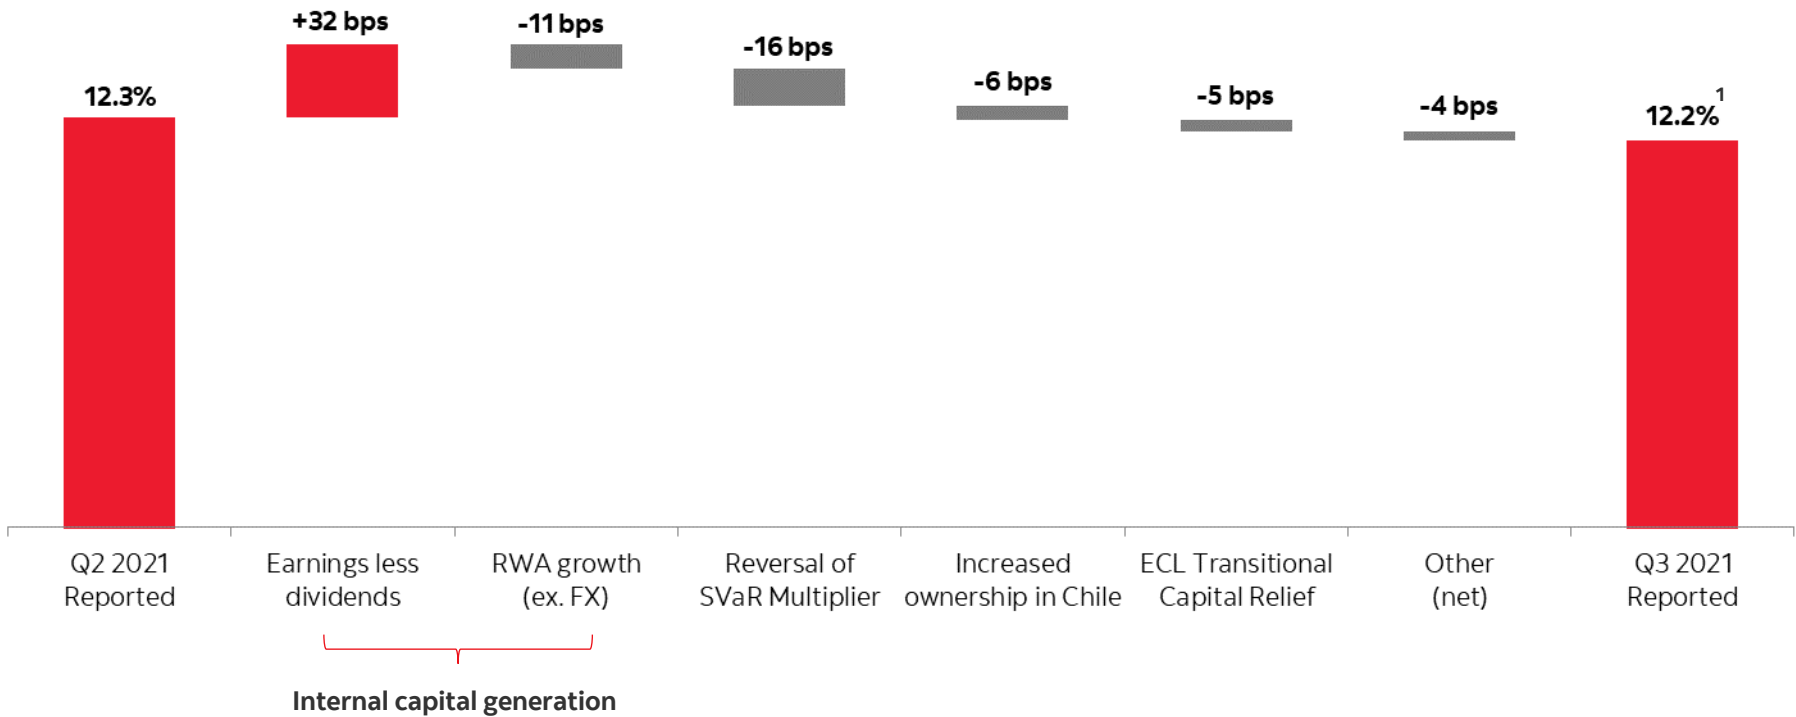 +32 bps
-11 bps
-16 bps
-6 bps
-5 bps
-4 bps
12.3%
12.2%1
Q2 2021
Reported
Earnings less
dividends
RWA growth
(ex. FX)
Reversal of
SVaR Multiplier
Increased
ownership in Chile
ECL Transitional
Capital Relief
Other
(net)
Q3 2021
Reported
Internal capital generation